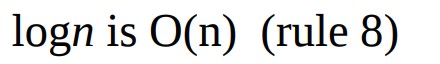 logn is O(n) (rule 8)